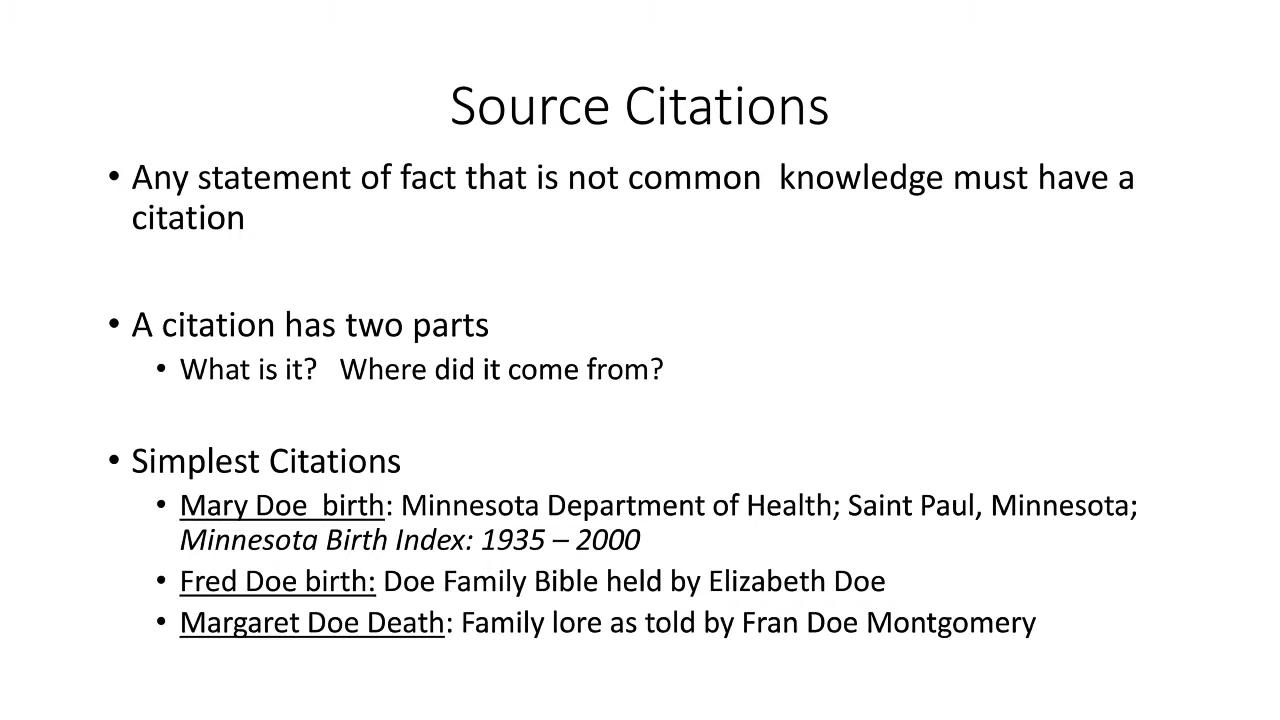 Source Citations
• Any statement of fact that is not common  knowledge must have a
citation
• A citation has two parts
• What is it?   Where did it come from?
• Simplest Citations
• Mary Doe  birth: Minnesota Department of Health; Saint Paul, Minnesota;
Minnesota Birth Index: 1935 – 2000
• Fred Doe birth: Doe Family Bible held by Elizabeth Doe
• Margaret Doe Death: Family lore as told by Fran Doe Montgomery